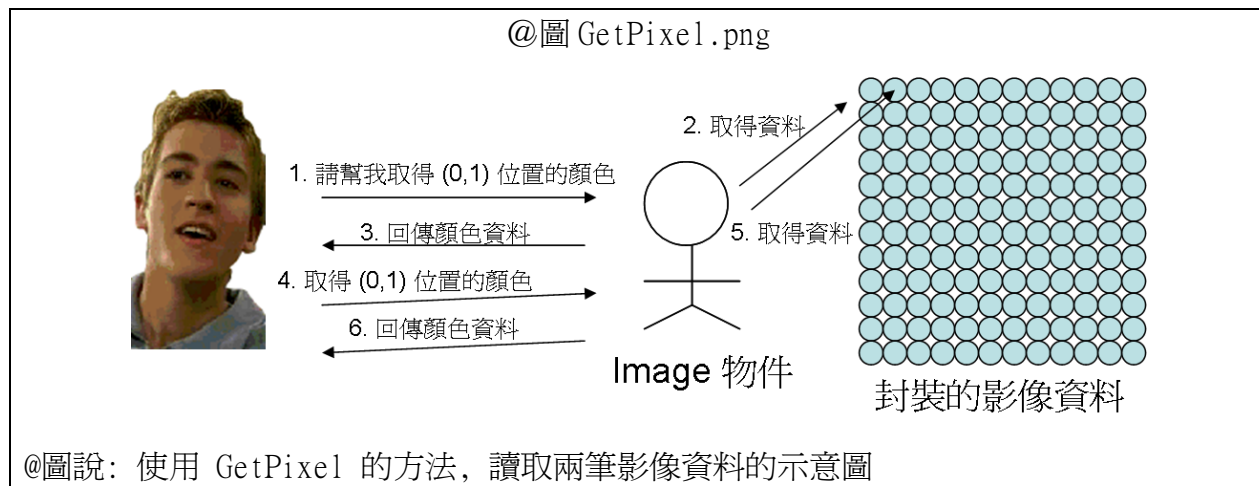 @圖 GetPixel.png
1. 請幫我取得 (0,1) 位置的顏色
2. 取得資料
3. 回傳顏色資料
4. 取得 (0,1) 位置的顏色
5. 取得資料
6. 回傳顏色資料
Image 物件
封裝的影像資料
@圖說: 使用 GetPixel 的方法, 讀取兩筆影像資料的示意圖